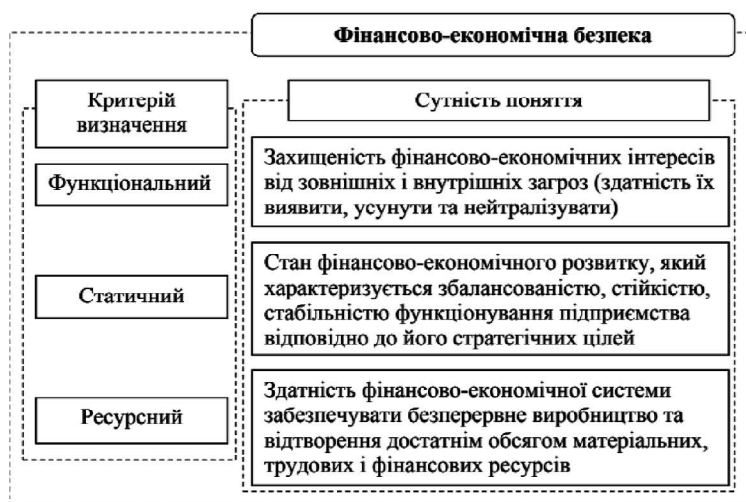 Фінансово-економічна безпека
Критерій
визначення
Сутність поняття
Функціональний
Захищеність фінансово-економічних інтересів
від зовнішніх і внутрішніх загроз (здатність їх
виявити, усунути та нейтралізувати)
Статичний
Стан фінансово-економічного розвитку, який
характеризується збалансованістю, стійкістю,
стабільністю функціонування підприємства
відповідно до його стратегічних цілей
Ресурсний
Здатність фінансово-економічної системи
забезпечувати безперервне виробництво та
відтворення достатнім обсягом матеріальних,
трудових і фінансових ресурсів